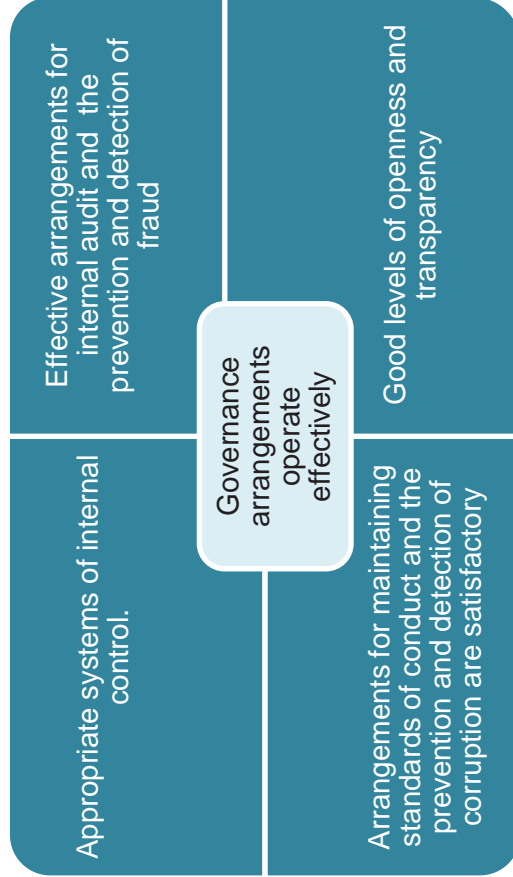 Appropriate systems of internal
control.
Effective arrangements for
internal audit and the
prevention and detection of
fraud
Governance
arrangements
operate
effectively
Arrangements for maintaining
standards of conduct and the
prevention and detection of
corruption are satisfactory
Good levels of openness and
transparency